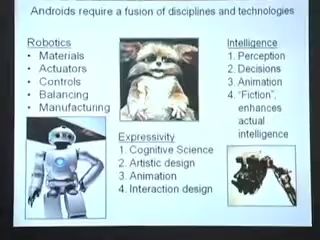 Androids require a fusion of disciplines and technologies
Robotics
• Materials
• Actuators
• Controls
• Balancing
• Manufacturing
Expressivity
1. Cognitive Science
2. Artistic design
3. Animation
4. Interaction design
Intelligence
1. Perception
2. Decisions
3. Animation
4. "Fiction",
enhances
actual
intelligence